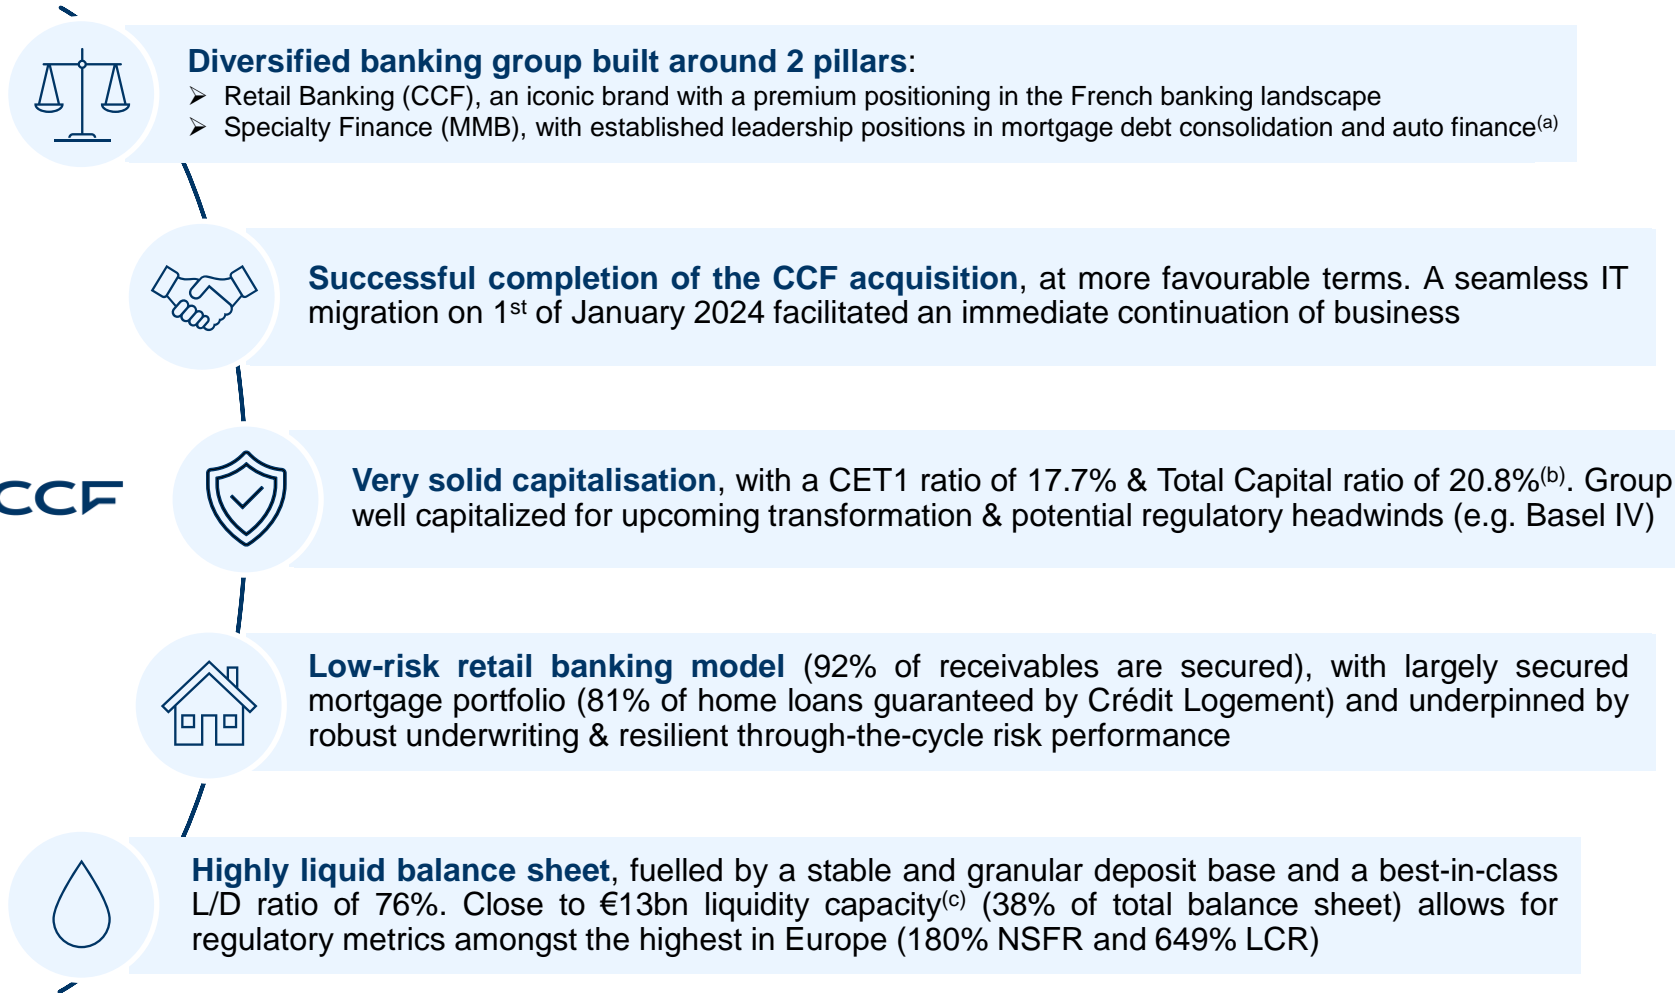 Diversified banking group built around 2 pillars:
➢ Retail Banking (CCF), an iconic brand with a premium positioning in the French banking landscape
➢ Specialty Finance (MMB), with established leadership positions in mortgage debt consolidation and auto finance(a)
Successful completion of the CCF acquisition, at more favourable terms. A seamless IT
migration on 1st of January 2024 facilitated an immediate continuation of business
CCF
Very solid capitalisation, with a CET1 ratio of 17.7% & Total Capital ratio of 20.8%(b). Group
well capitalized for upcoming transformation & potential regulatory headwinds (e.g. Basel IV)
Low-risk retail banking model (92% of receivables are secured), with largely secured
mortgage portfolio (81% of home loans guaranteed by Crédit Logement) and underpinned by
robust underwriting & resilient through-the-cycle risk performance
Highly liquid balance sheet, fuelled by a stable and granular deposit base and a best-in-class
L/D ratio of 76%. Close to €13bn liquidity capacity(c) (38% of total balance sheet) allows for
regulatory metrics amongst the highest in Europe (180% NSFR and 649% LCR)